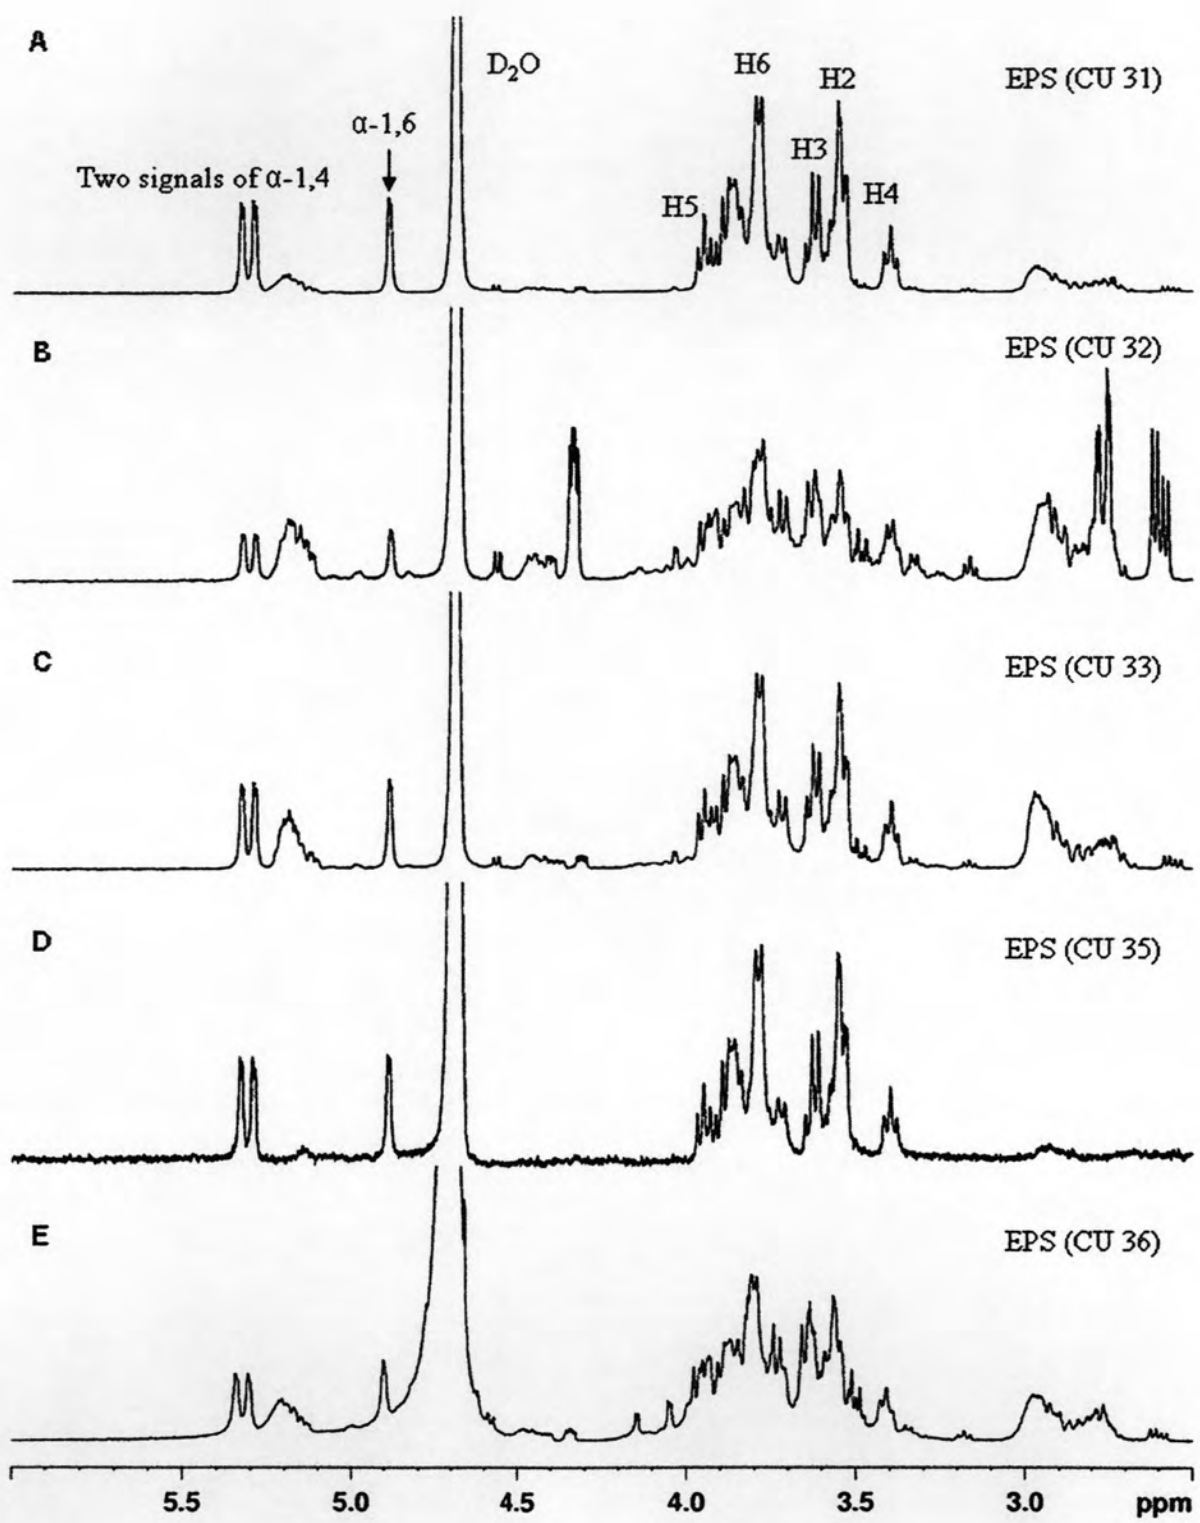 A
D₂O
H6
H2
EPS (CU 31)
α-1,6
H3
Two signals of α-1,4
H5
H4
B
EPS (CU 32)
C
EPS (CU 33)
D
EPS (CU 35)
E
EPS (CU 36)
5.5 5.0 4.5 4.0 3.5 3.0 ppm